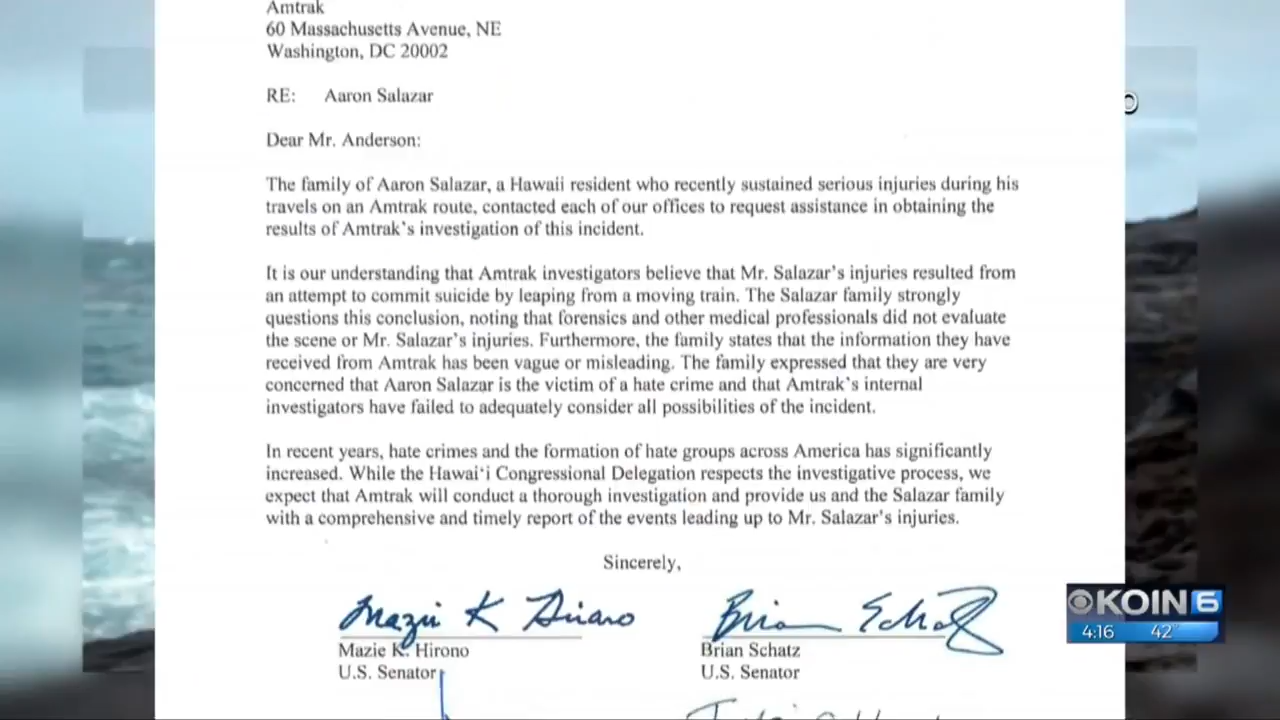 Amtrak
60 Massachusetts Avenue, NE
Washington, DC 20002
RE: Aaron Salazar
Dear Mr. Anderson:
The family of Aaron Salazar, a Hawaii resident who recently sustained serious injuries during his
travels on an Amtrak route, contacted each of our offices to request assistance in obtaining the
results of Amtrak's investigation of this incident.
It is our understanding that Amtrak investigators believe that Mr. Salazar's injuries resulted from
an attempt to commit suicide by leaping from a moving train. The Salazar family strongly
questions this conclusion, noting that forensics and other medical professionals did not evaluate
the scene or Mr. Salazar's injuries. Furthermore, the family states that the information they have
received from Amtrak has been vague or misleading. The family expressed that they are very
concerned that Aaron Salazar is the victim of a hate crime and that Amtrak's internal
investigators have failed to adequately consider all possibilities of the incident.
In recent years, hate crimes and the formation of hate groups across America has significantly
increased. While the Hawai‘i Congressional Delegation respects the investigative process, we
expect that Amtrak will conduct a thorough investigation and provide us and the Salazar family
with a comprehensive and timely report of the events leading up to Mr. Salazar's injuries.
Sincerely,
Mazie K Hirono
Brian Schatz
Mazie K. Hirono
Brian Schatz
U.S. Senator
U.S. Senator
KOIN 6
4:16 42°